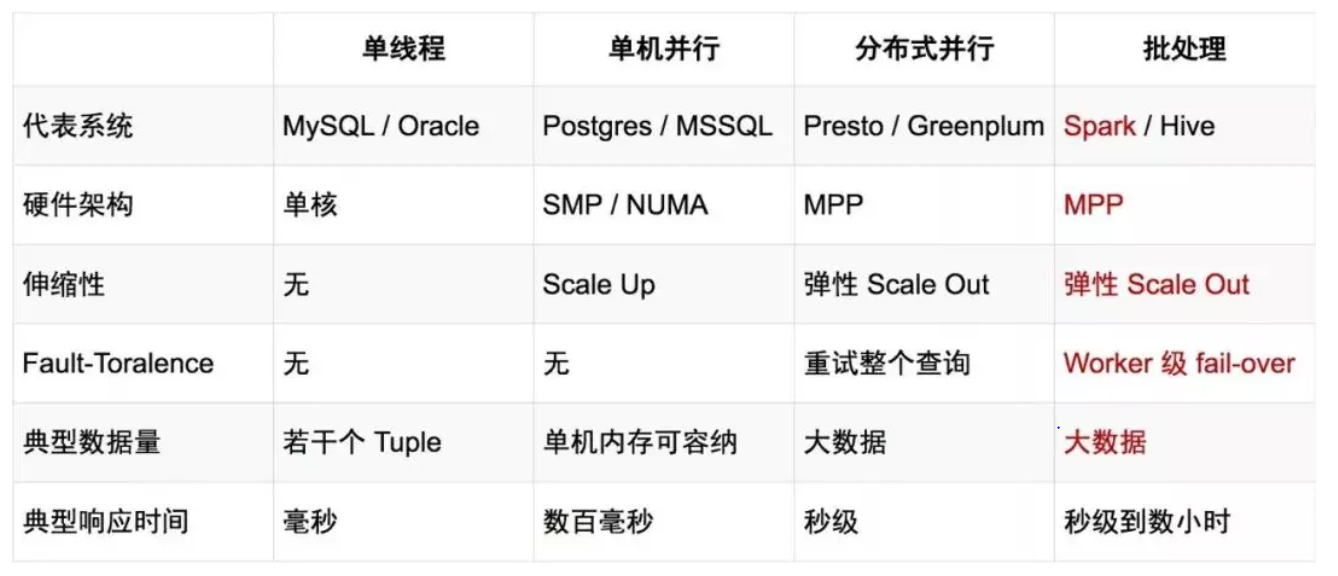 单线程 单机并行 分布式并行 批处理
代表系统 MySQL / Oracle Postgres / MSSQL Presto / Greenplum Spark / Hive
硬件架构 单核 SMP / NUMA MPP MPP
伸缩性 无 Scale Up 弹性 Scale Out 弹性 Scale Out
Fault-Toralence 无 无 重试整个查询 Worker 级 fail-over
典型数据量 若干个 Tuple 单机内存可容纳 大数据 大数据
典型响应时间 毫秒 数百毫秒 秒级 秒级到数小时